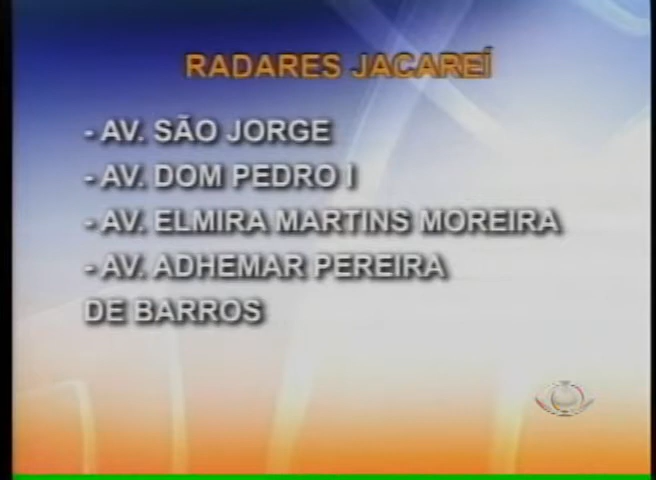 RADARES JACAREÍ
- AV. SÃO JORGE
- AV. DOM PEDRO I
- AV. ELMIRA MARTINS MOREIRA
- AV. ADHEMAR PEREIRA
DE BARROS